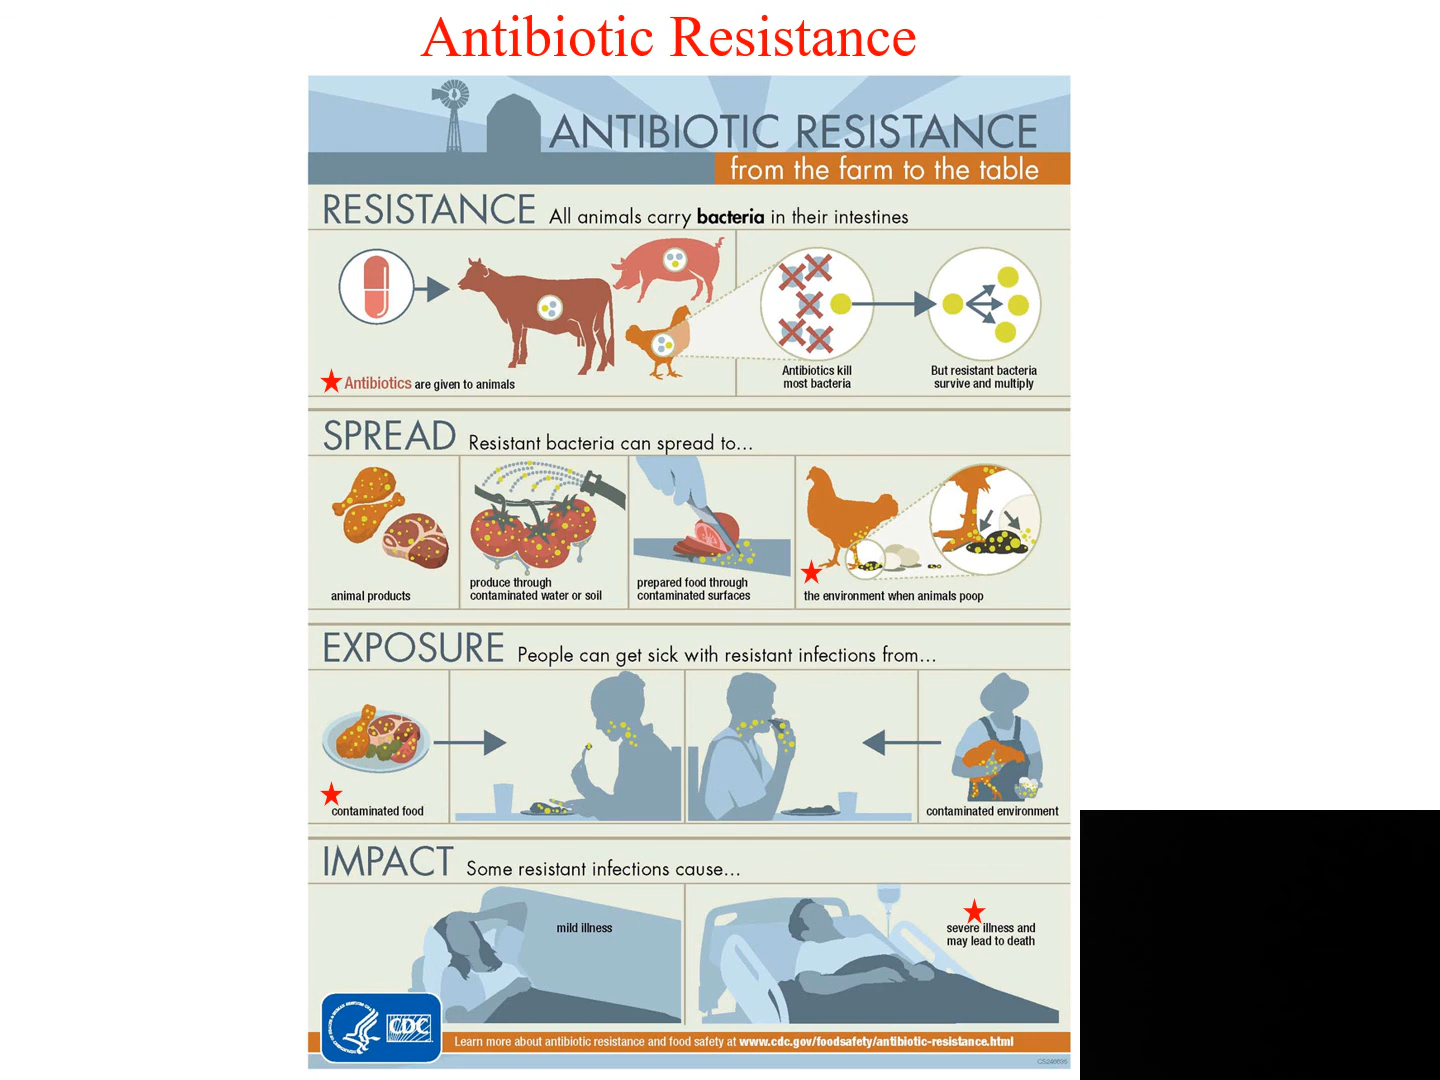 Antibiotic Resistance
ANTIBIOTIC RESISTANCE
from the farm to the table
RESISTANCE All animals carry bacteria in their intestines
Antibiotics are given to animals
Antibiotics kill
most bacteria
But resistant bacteria
survive and multiply
SPREAD Resistant bacteria can spread to...
animal products
produce through
contaminated water or soil
prepared food through
contaminated surfaces
the environment when animals poop
EXPOSURE People can get sick with resistant infections from...
contaminated food
contaminated environment
IMPACT Some resistant infections cause...
mild illness
severe illness and
may lead to death
CDC
Learn more about antibiotic resistance and food safety at www.cdc.gov/foodsafety/antibiotic-resistance.html